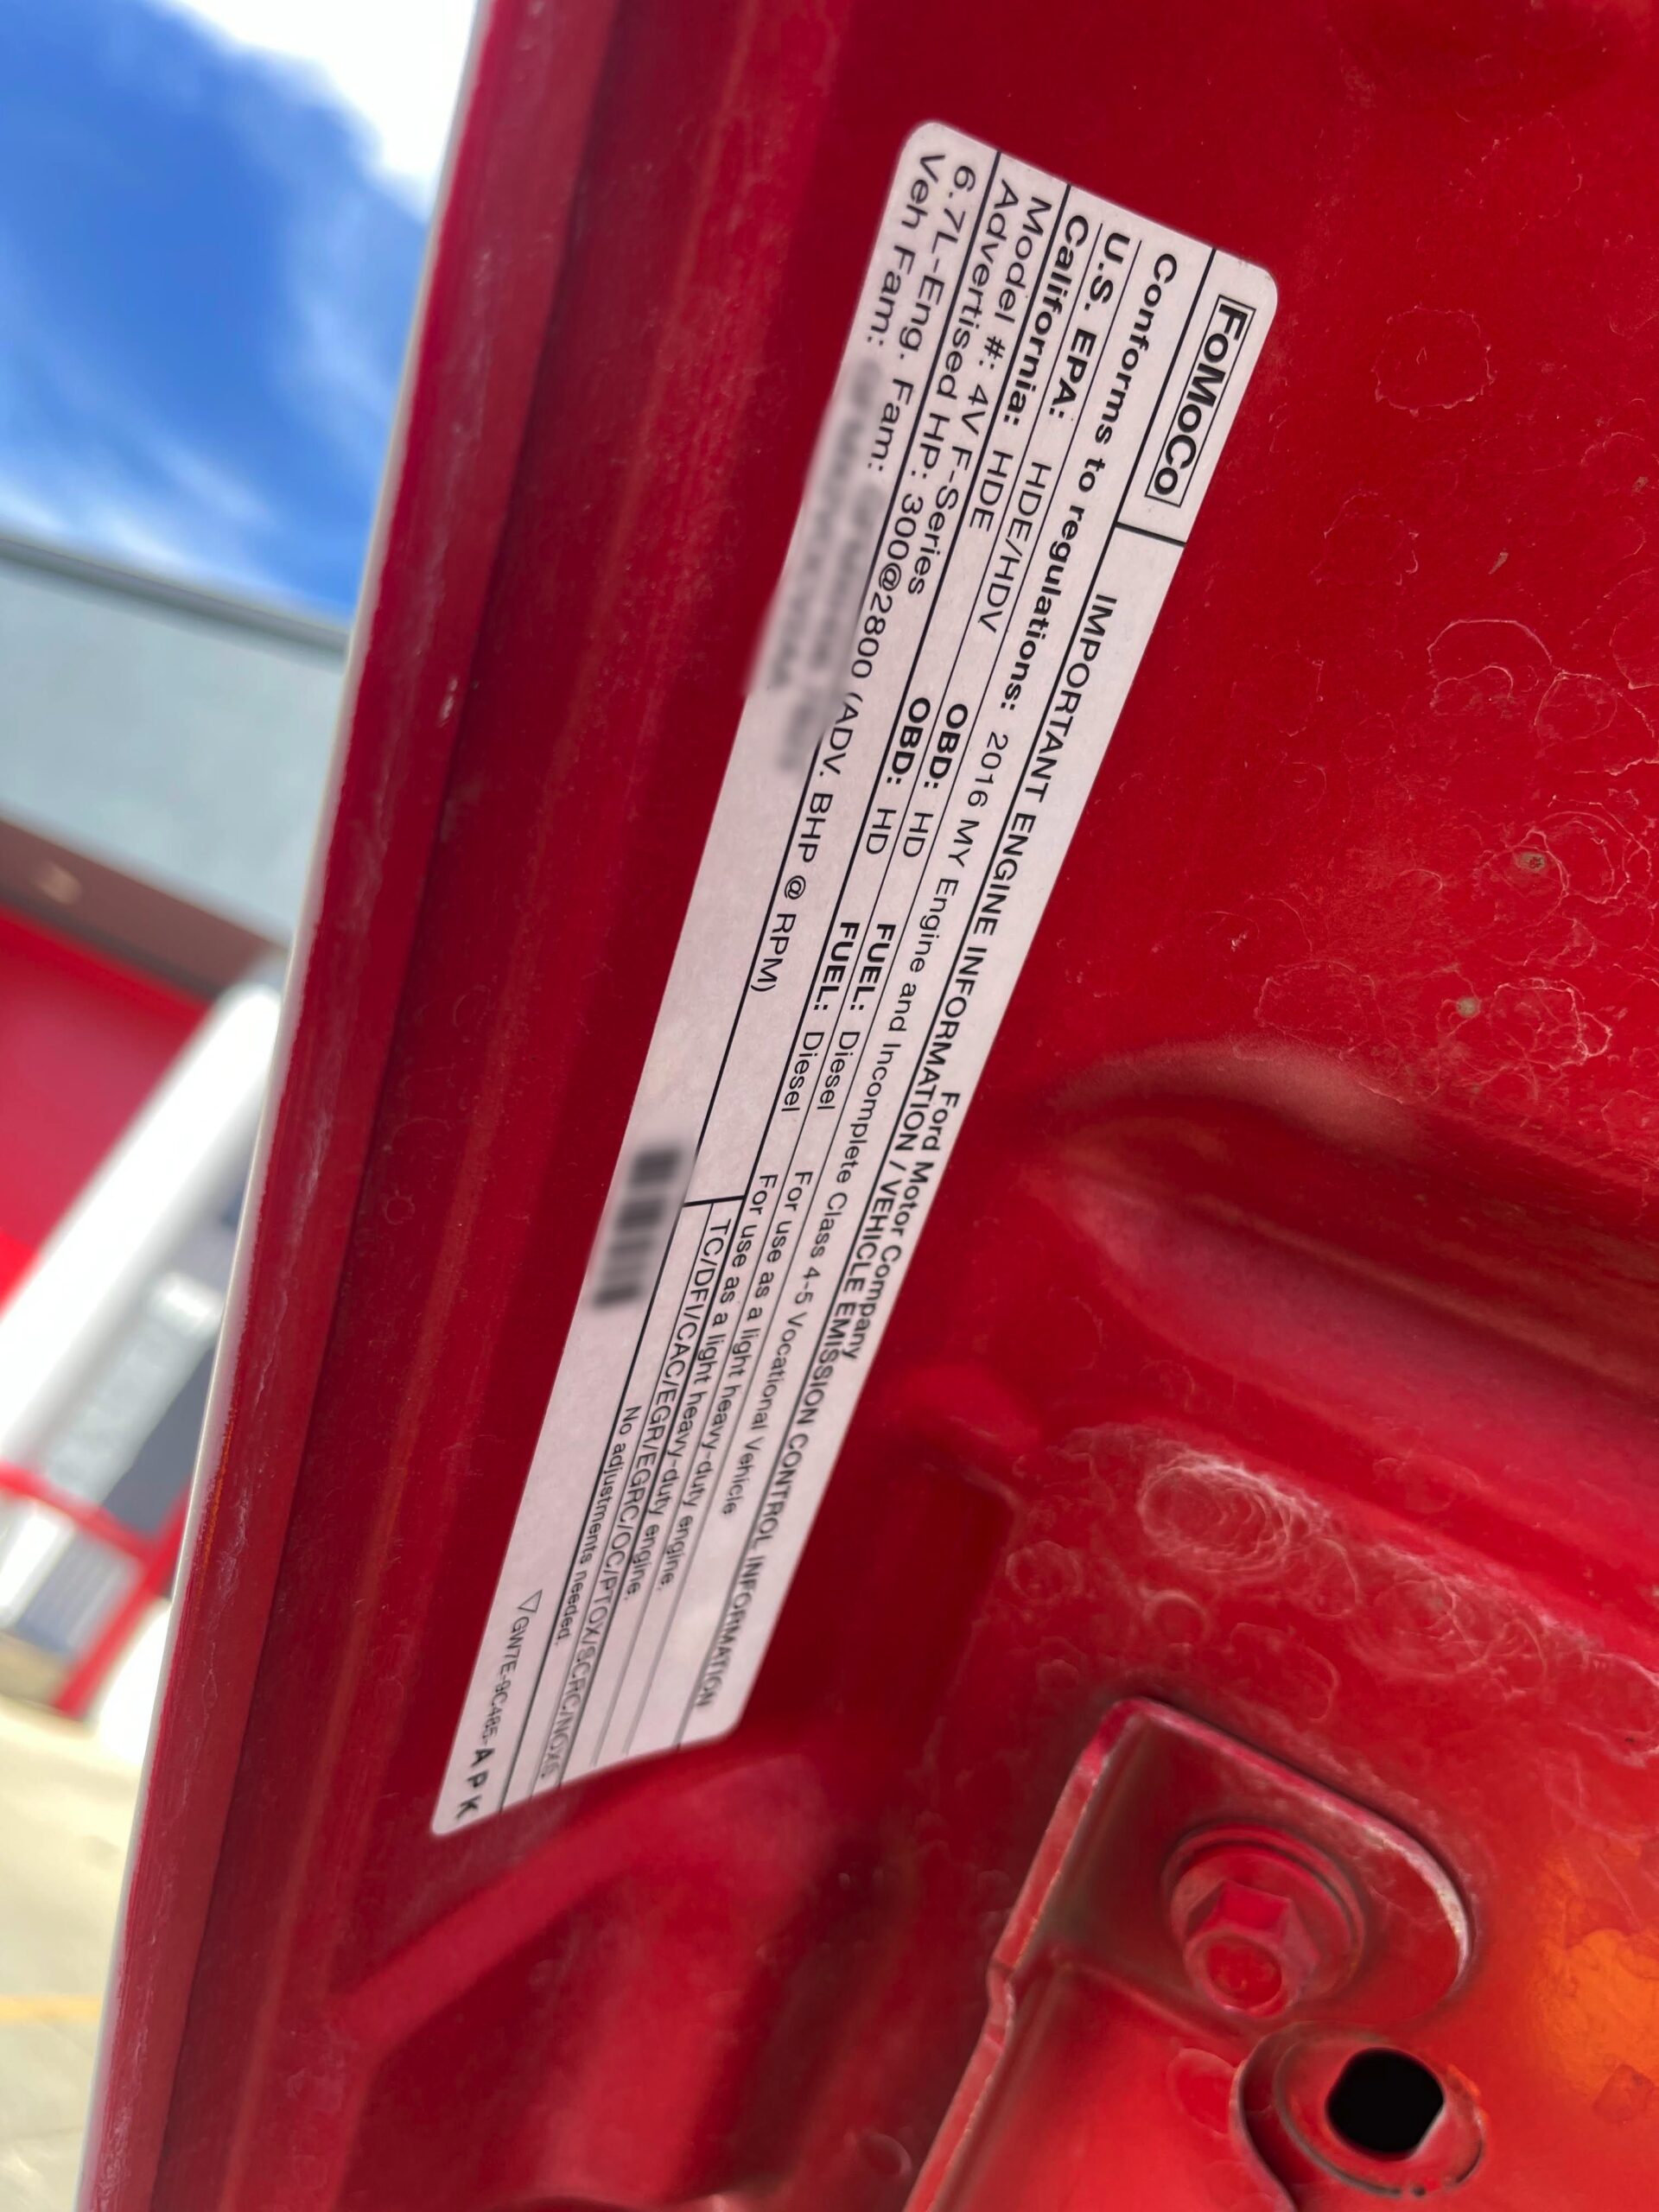 FoMoCo
Ford Motor Company
IMPORTANT ENGINE INFORMATION / VEHICLE EMISSION CONTROL INFORMATION
Conforms to regulations: 2016 MY Engine and Incomplete Class 4-5 Vocational Vehicle
U.S. EPA: HDE/HDV OBD: HD FUEL: Diesel For use as a light heavy-duty engine.
California: HDE OBD: HD FUEL: Diesel For use as a light heavy-duty engine.
Model #: 4V F-Series TC/DFI/CAC/EGR/EGRC/OC/PTOX/SCRC/NOXS
Advertised HP: 300@2800 (ADV. BHP @ RPM) No adjustments needed.
6.7L-Eng. Fam:
Veh Fam:
GW7E-9C485-APK